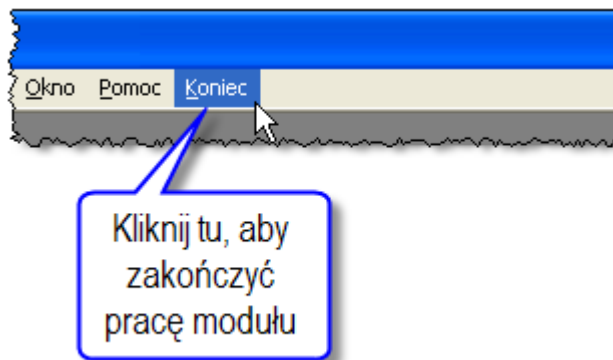 Okno Pomoc Koniec
Kliknij tu, aby
zakończyć
pracę modułu